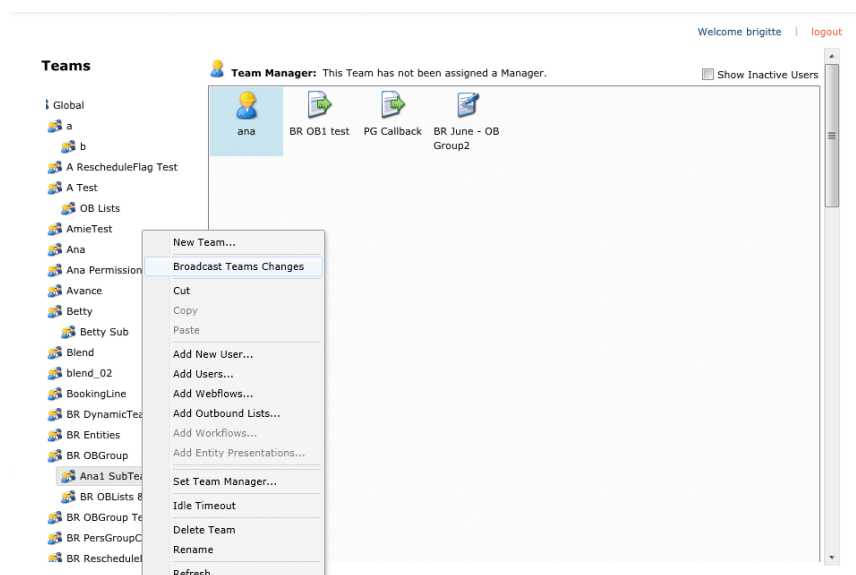 Welcome brigitte | logout
Teams
Team Manager: This Team has not been assigned a Manager.
Show Inactive Users
Global
a
b
A RescheduleFlag Test
A Test
OB Lists
AmieTest
Ana
Ana Permission
Avance
Betty
Betty Sub
Blend
blend_02
BookingLine
BR DynamicTea
BR Entities
BR OBGroup
Ana1 SubTea
BR OBLists &
BR OBGroup Te
BR PersGroupC
BR Reschedule
ana
BR OB1 test
PG Callback
BR June - OB
Group2
New Team...
Broadcast Teams Changes
Cut
Copy
Paste
Add New User...
Add Users...
Add Webflows...
Add Outbound Lists...
Add Workflows...
Add Entity Presentations...
Set Team Manager...
Idle Timeout
Delete Team
Rename
Refresh